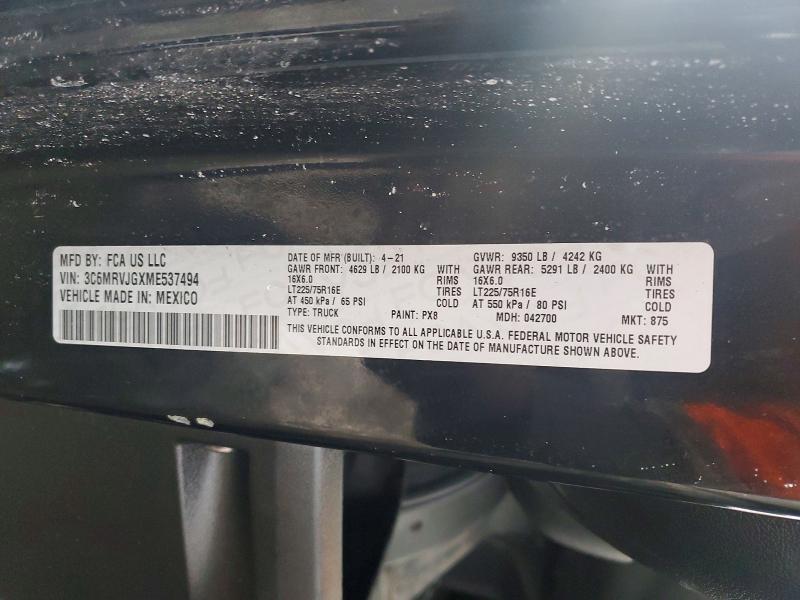 MFD BY: FCA US LLC
VIN: 3C6MRVJGXME537494
VEHICLE MADE IN: MEXICO
DATE OF MFR (BUILT): 4-21
GAWR FRONT: 4629 LB / 2100 KG WITH
16X6.0 RIMS
LT225/75R16E TIRES
AT 450 kPa / 65 PSI COLD
TYPE: TRUCK PAINT: PX8
GVWR: 9350 LB / 4242 KG
GAWR REAR: 5291 LB / 2400 KG WITH
16X6.0 RIMS
LT225/75R16E TIRES
AT 550 kPa / 80 PSI COLD
MDH: 042700 MKT: 875
THIS VEHICLE CONFORMS TO ALL APPLICABLE U.S.A. FEDERAL MOTOR VEHICLE SAFETY
STANDARDS IN EFFECT ON THE DATE OF MANUFACTURE SHOWN ABOVE.